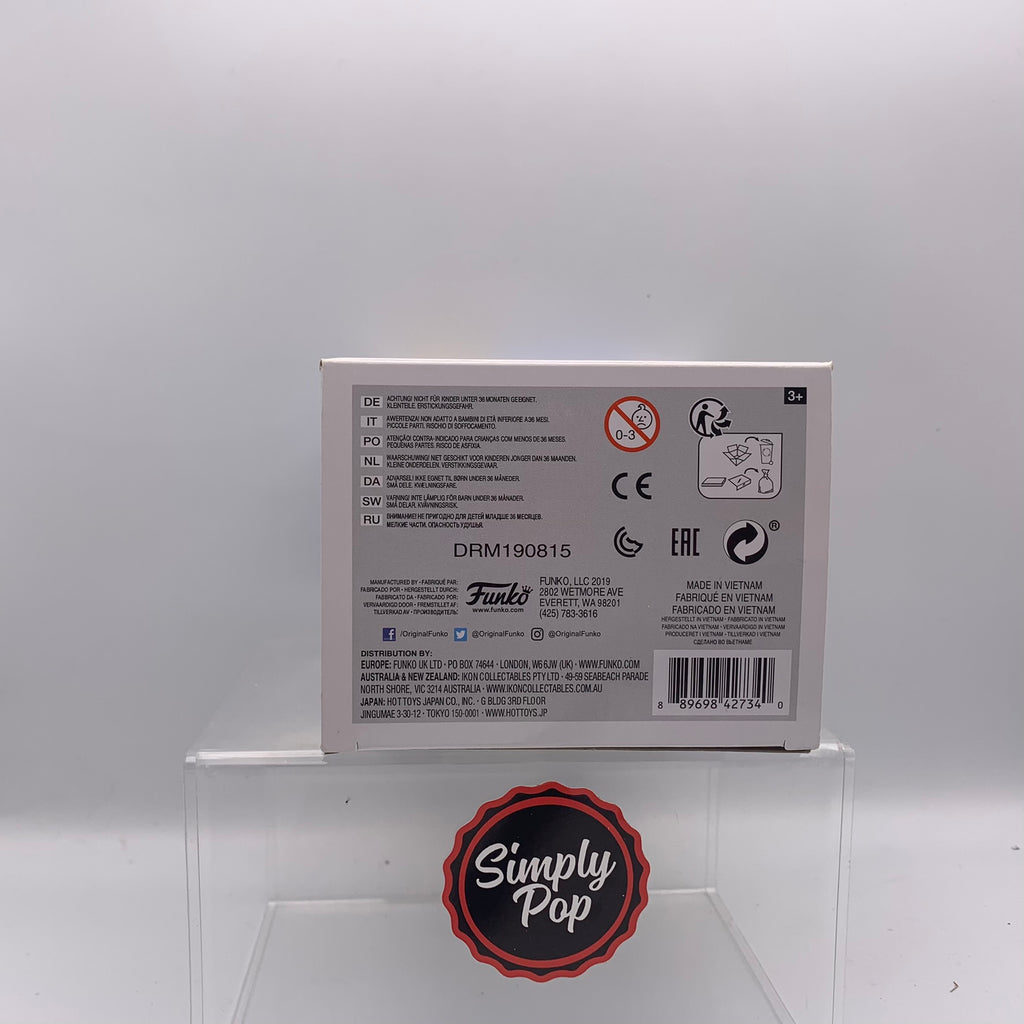 3+
DE ACHTUNG! NICHT FÜR KINDER UNTER 36 MONATEN GEEIGNET.
KLEINTEILE. ERSTICKUNGSGEFAHR.
IT AWERTENZA! NON ADATTO A BAMBINI DI ETÀ INFERIORE A 36 MESI.
PICCOLE PARTI. RISCHIO DI SOFFOCAMENTO.
PO ATENÇÃO! CONTRA-INDICADO PARA CRIANÇAS COM MENOS DE 36 MESES.
PEQUENAS PARTES. RISCO DE ASFIXIA.
NL WAARSCHUWING! NIET GESCHIKT VOOR KINDEREN JONGER DAN 36 MAANDEN.
KLEINE ONDERDELEN. VERSTIKKINGSGEVAAR.
DA ADVARSEL! IKKE EGNET TIL BØRN UNDER 36 MÅNEDER.
SMÅ DELE. KVÆLNINGSFARE.
SW VARNING! INTE LÄMPLIG FÖR BARN UNDER 36 MÅNADER.
SMÅ DELAR. KVÄVNINGSRISK.
RU ВНИМАНИЕ! НЕ ПРИГОДНО ДЛЯ ДЕТЕЙ МЛАДШЕ 36 МЕСЯЦЕВ.
МЕЛКИЕ ЧАСТИ. ОПАСНОСТЬ УДУШЬЯ.
0-3
CE
EAC
®
DRM190815
MANUFACTURED BY • FABRIQUÉ PAR:
FABRICADO POR • HERGESTELLT DURCH:
FABBRICATO DA • FABRICADO POR:
VERVAARDIGD DOOR • FREMSTILLET AF:
TILLVERKAD AV • ПРОИЗВОДИТЕЛЬ:
Funko
www.funko.com
FUNKO, LLC 2019
2802 WETMORE AVE
EVERETT, WA 98201
(425) 783-3616
/OriginalFunko @OriginalFunko @OriginalFunko
MADE IN VIETNAM
FABRIQUÉ EN VIETNAM
FABRICADO EN VIETNAM
HERGESTELLT IN VIETNAM • FABBRICATO IN VIETNAM
FABRICADO NA VIETNAM • VERVAARDIGD IN VIETNAM
PRODUCERET I VIETNAM • TILLVERKAD I VIETNAM
СДЕЛАНО ВО ВЬЕТНАМЕ
DISTRIBUTION BY:
EUROPE: FUNKO UK LTD • PO BOX 74644 • LONDON, W6 6JW (UK) • WWW.FUNKO.COM
AUSTRALIA & NEW ZEALAND: IKON COLLECTABLES PTY LTD • 49-59 SEABEACH PARADE
NORTH SHORE, VIC 3214 AUSTRALIA • WWW.IKONCOLLECTABLES.COM.AU
JAPAN: HOT TOYS JAPAN CO., INC. • G BLDG 3RD FLOOR
JINGUMAE 3-30-12 • TOKYO 150-0001 • WWW.HOTTOYS.JP
8 89698 42734 0
Simply
Pop